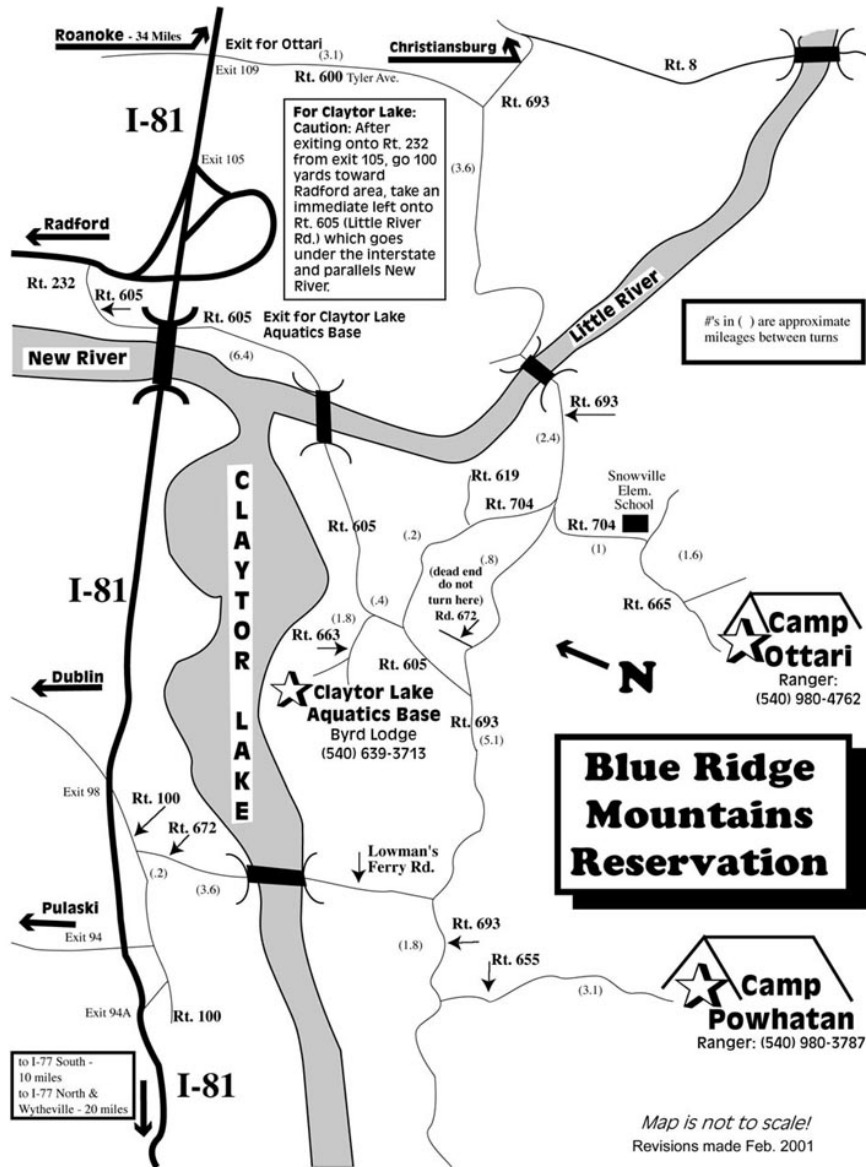 Roanoke - 34 Miles
Exit for Ottari
(3.1)
Christiansburg
Rt. 8
Exit 109
Rt. 600 Tyler Ave.
Rt. 693
I-81
For Claytor Lake:
Caution: After
exiting onto Rt. 232
from exit 105, go 100
yards toward
Radford area, take an
immediate left onto
Rt. 605 (Little River
Rd.) which goes
under the interstate
and parallels New
River.
(3.6)
Exit 105
Radford
Rt. 232
Rt. 605
Rt. 605
Exit for Claytor Lake
Aquatics Base
Little River
#'s in ( ) are approximate
mileages between turns
New River
(6.4)
Rt. 693
(2.4)
Rt. 619
Rt. 704
Snowville
Elem.
School
CLAYTOR LAKE
Rt. 605
(.2)
Rt. 704
(1)
(1.6)
(.8)
(dead end
do not
turn here)
Rd. 672
I-81
(1.8)
(.4)
Rt. 665
Rt. 663
Rt. 605
N
Camp
Ottari
Ranger:
(540) 980-4762
Dublin
Claytor Lake
Aquatics Base
Byrd Lodge
(540) 639-3713
Rt. 693
(5.1)
Blue Ridge
Mountains
Reservation
Exit 98
Rt. 100
Rt. 672
Lowman's
Ferry Rd.
(.2)
(3.6)
Pulaski
Exit 94
Rt. 693
(1.8)
Rt. 655
(3.1)
Camp
Powhatan
Ranger: (540) 980-3787
Exit 94A
Rt. 100
to I-77 South -
10 miles
to I-77 North &
Wytheville - 20 miles
I-81
Map is not to scale!
Revisions made Feb. 2001